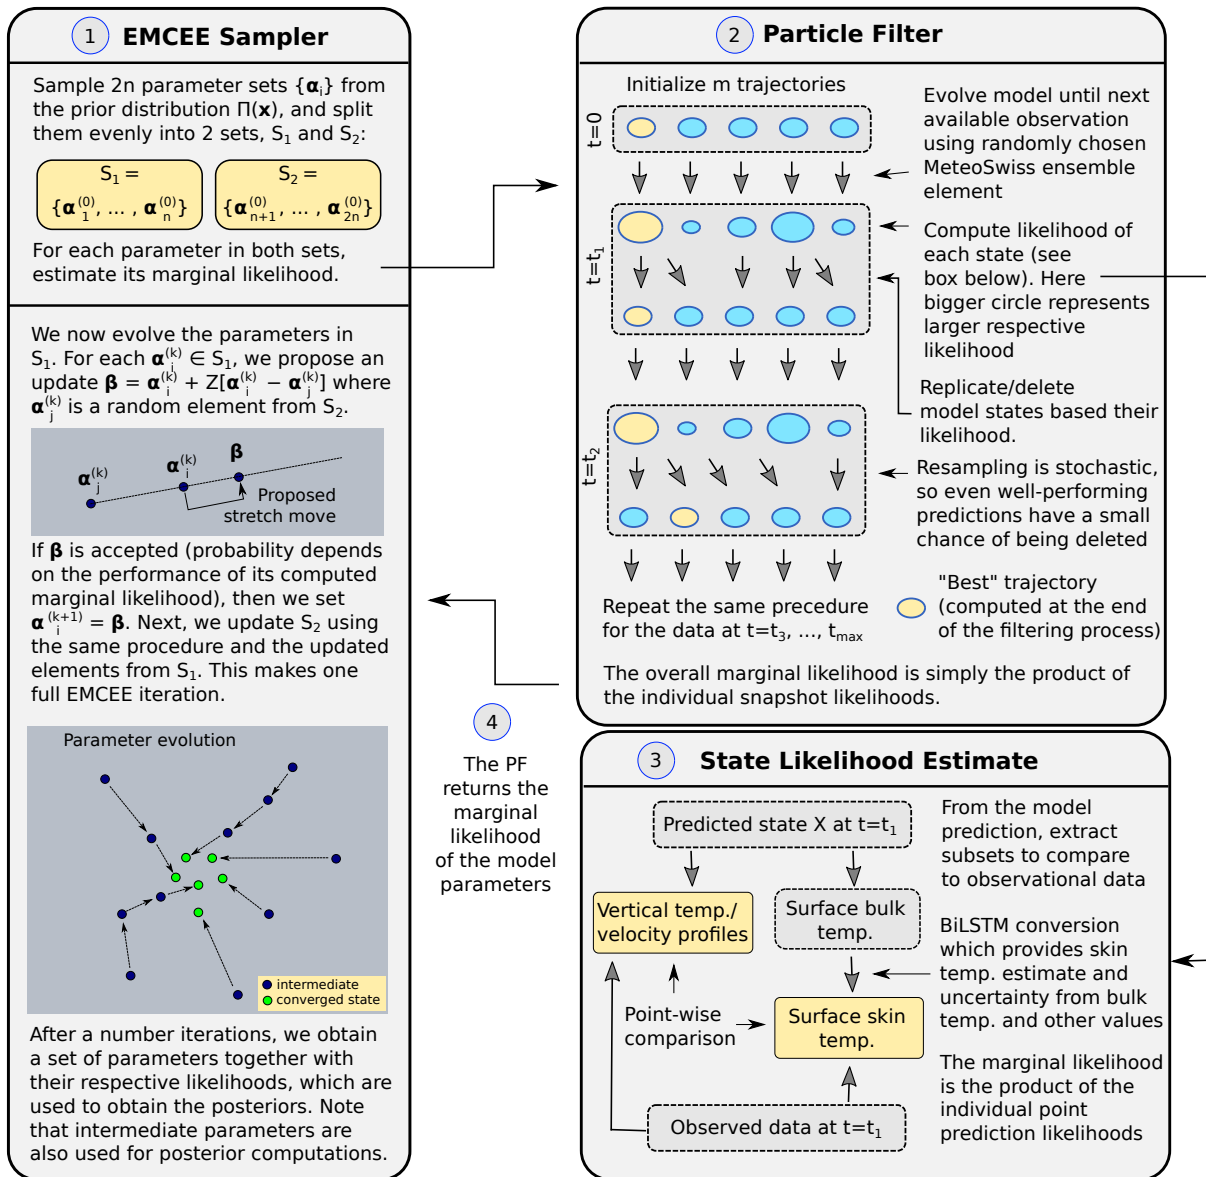 1 EMCEE Sampler
Sample 2n parameter sets {α_i} from
the prior distribution Π(x), and split
them evenly into 2 sets, S₁ and S₂:
S₁ =
{α₁⁽⁰⁾, ... , αₙ⁽⁰⁾}
S₂ =
{αₙ₊₁⁽⁰⁾, ... , α₂ₙ⁽⁰⁾}
For each parameter in both sets,
estimate its marginal likelihood.
We now evolve the parameters in
S₁. For each α_i^(k) ∈ S₁, we propose an
update β = α_i^(k) + Z[α_i^(k) − α_j^(k)] where
α_j^(k) is a random element from S₂.
α_j^(k)
α_i^(k)
β
Proposed
stretch move
If β is accepted (probability depends
on the performance of its computed
marginal likelihood), then we set
α_i^(k+1) = β. Next, we update S₂ using
the same procedure and the updated
elements from S₁. This makes one
full EMCEE iteration.
Parameter evolution
intermediate
converged state
After a number iterations, we obtain
a set of parameters together with
their respective likelihoods, which are
used to obtain the posteriors. Note
that intermediate parameters are
also used for posterior computations.
2 Particle Filter
Initialize m trajectories
t=0
t=t₁
t=t₂
Evolve model until next
available observation
using randomly chosen
MeteoSwiss ensemble
element
Compute likelihood of
each state (see
box below). Here
bigger circle represents
larger respective
likelihood
Replicate/delete
model states based their
likelihood.
Resampling is stochastic,
so even well-performing
predictions have a small
chance of being deleted
"Best" trajectory
(computed at the end
of the filtering process)
Repeat the same precedure
for the data at t=t₃, ..., t_max
The overall marginal likelihood is simply the product of
the individual snapshot likelihoods.
4
The PF
returns the
marginal
likelihood
of the model
parameters
3 State Likelihood Estimate
Predicted state X at t=t₁
Vertical temp./
velocity profiles
Surface bulk
temp.
Point-wise
comparison
Surface skin
temp.
Observed data at t=t₁
From the model
prediction, extract
subsets to compare
to observational data
BiLSTM conversion
which provides skin
temp. estimate and
uncertainty from bulk
temp. and other values
The marginal likelihood
is the product of the
individual point
prediction likelihoods